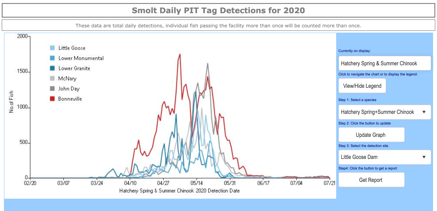 Smolt Daily PIT Tag Detections for 2020
These data are total daily detections, individual fish passing the facility more than once will be counted more than once.
2000
1500
1000
500
0
No.of Fish
Little Goose
Lower Monumental
Lower Granite
McNary
John Day
Bonneville
02/20
03/07
03/24
04/10
04/27
05/14
05/31
06/17
07/04
07/21
Hatchery Spring & Summer Chinook. 2020 Detection Date
Currently on display:
Hatchery Spring & Summer Chinook
Click to navigate the chart or to display the legend:
View/Hide Legend
Step 1: Select a species
Hatchery Spring+Summer Chinook
Step 2: Click the button to update
Update Graph
Step 3: Select the detection site
Little Goose Dam
Step4: Click the button to get a report
Get Report